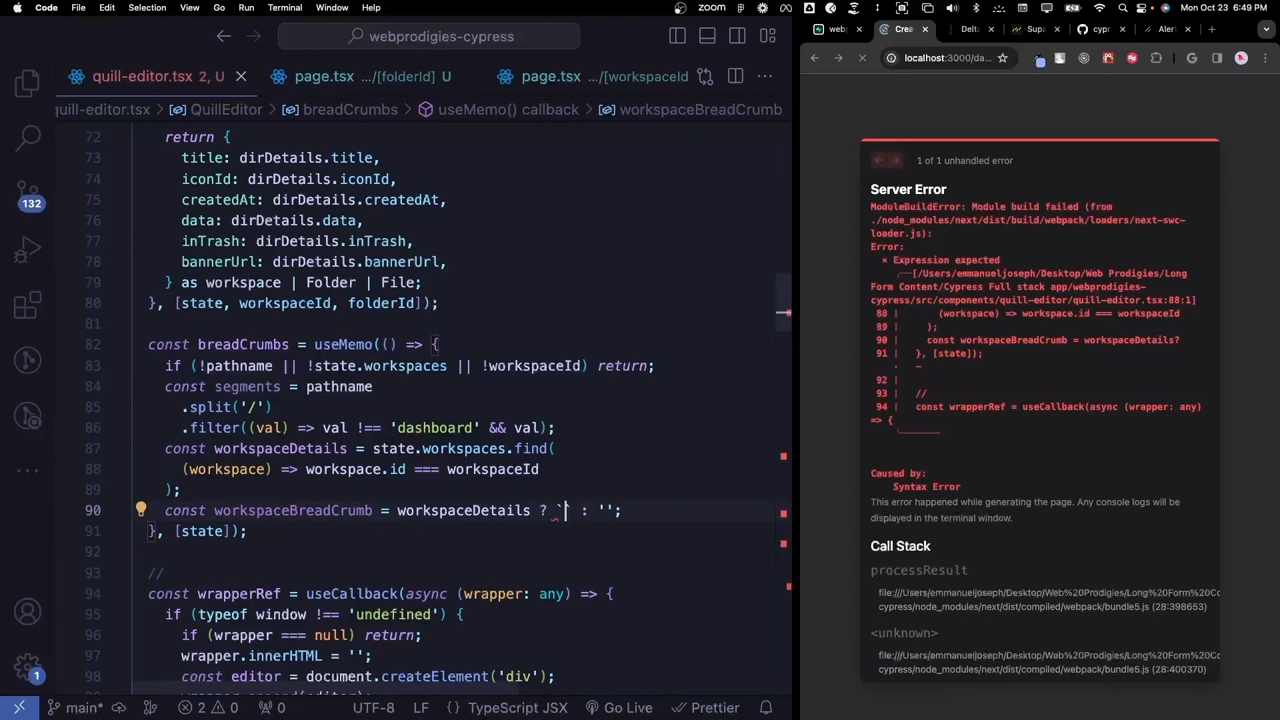 Code File Edit Selection View Go Run Terminal Window Help zoom Mon Oct 23 6:49 PM
webprodigies-cypress
webp Crea Delta Supa cypr Aler
localhost:3000/da...
quill-editor.tsx 2, U page.tsx .../[folderId] U page.tsx .../[workspaceId
quill-editor.tsx QuillEditor breadCrumbs useMemo() callback workspaceBreadCrumb
72 return {
73 title: dirDetails.title,
74 iconId: dirDetails.iconId,
75 createdAt: dirDetails.createdAt,
76 data: dirDetails.data,
77 inTrash: dirDetails.inTrash,
78 bannerUrl: dirDetails.bannerUrl,
79 } as workspace | Folder | File;
80 }, [state, workspaceId, folderId]);
81
82 const breadCrumbs = useMemo(() => {
83 if (!pathname || !state.workspaces || !workspaceId) return;
84 const segments = pathname
85 .split('/')
86 .filter((val) => val !== 'dashboard' && val);
87 const workspaceDetails = state.workspaces.find(
88 (workspace) => workspace.id === workspaceId
89 );
90 const workspaceBreadCrumb = workspaceDetails ? `` : '';
91 }, [state]);
92
93 //
94 const wrapperRef = useCallback(async (wrapper: any) => {
95 if (typeof window !== 'undefined') {
96 if (wrapper === null) return;
97 wrapper.innerHTML = '';
98 const editor = document.createElement('div');
132
1
main* 2 0 0 UTF-8 LF {} TypeScript JSX Go Live Prettier
1 of 1 unhandled error
Server Error
ModuleBuildError: Module build failed (from
./node_modules/next/dist/build/webpack/loaders/next-swc-
loader.js):
Error:
× Expression expected
[/Users/emmanueljoseph/Desktop/Web Prodigies/Long
Form Content/Cypress Full stack app/webprodigies-
cypress/src/components/quill-editor/quill-editor.tsx:88:1]
88 | (workspace) => workspace.id === workspaceId
89 | );
90 | const workspaceBreadCrumb = workspaceDetails?
91 | }, [state]);
92 |
93 | //
94 | const wrapperRef = useCallback(async (wrapper: any)
=> {
Caused by:
Syntax Error
This error happened while generating the page. Any console logs will be
displayed in the terminal window.
Call Stack
processResult
file:///Users/emmanueljoseph/Desktop/Web%20Prodigies/Long%20Form%20Co
cypress/node_modules/next/dist/compiled/webpack/bundle5.js (28:398653)
<unknown>
file:///Users/emmanueljoseph/Desktop/Web%20Prodigies/Long%20Form%20Co
cypress/node_modules/next/dist/compiled/webpack/bundle5.js (28:400370)